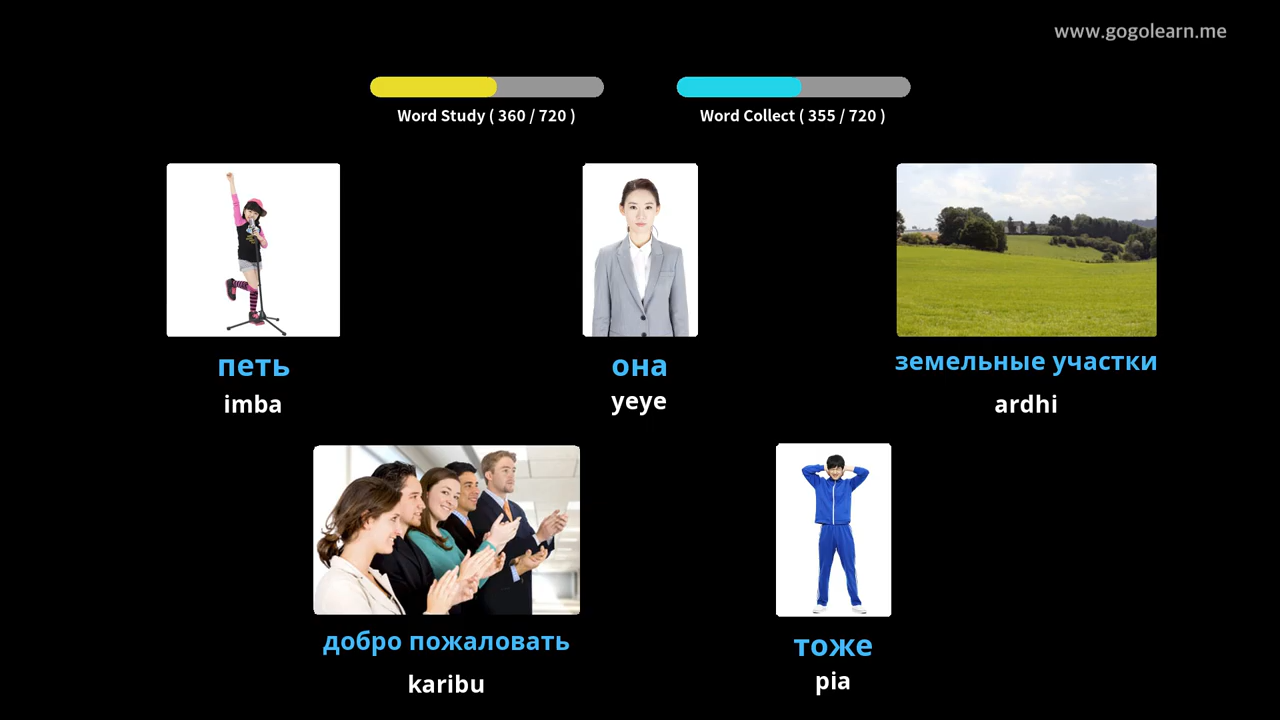 www.gogolearn.me
Word Study ( 360 / 720 )
Word Collect ( 355 / 720 )
петь
imba
она
yeye
земельные участки
ardhi
добро пожаловать
karibu
тоже
pia